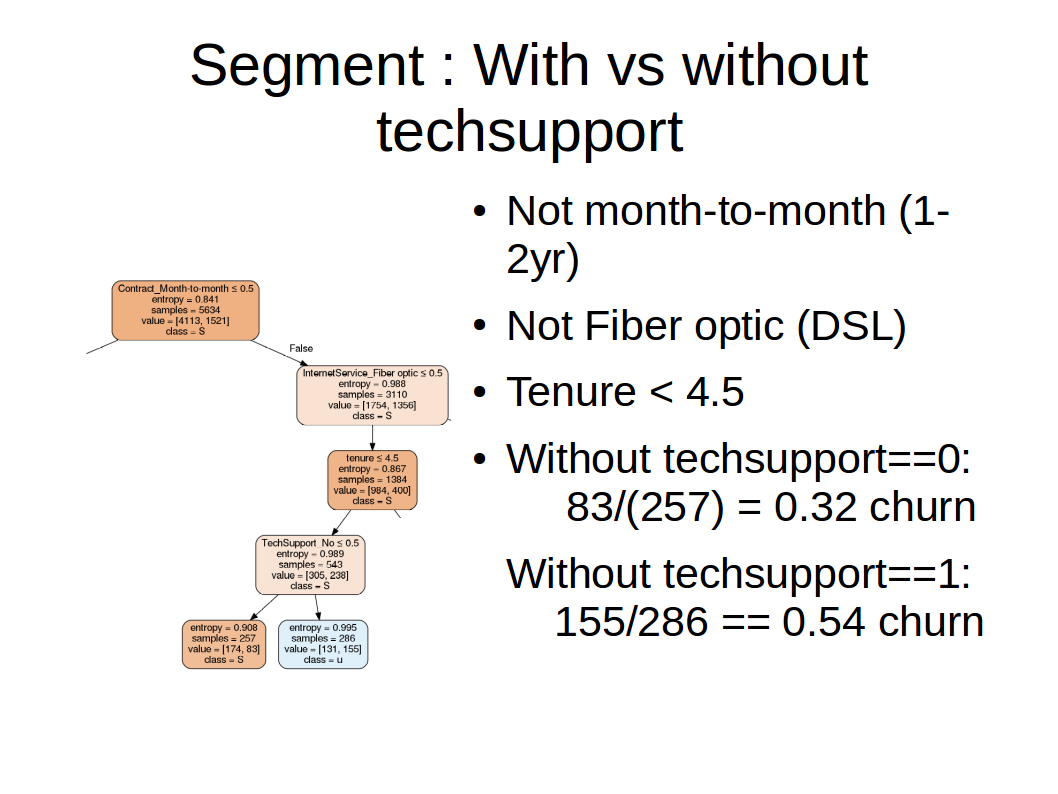 Segment : With vs without
techsupport
• Not month-to-month (1-
2yr)
• Not Fiber optic (DSL)
• Tenure < 4.5
• Without techsupport==0:
83/(257) = 0.32 churn
Without techsupport==1:
155/286 == 0.54 churn
Contract_Month-to-month ≤ 0.5
entropy = 0.841
samples = 5634
value = [4113, 1521]
class = S
False
InternetService_Fiber optic ≤ 0.5
entropy = 0.988
samples = 3110
value = [1754, 1356]
class = S
tenure ≤ 4.5
entropy = 0.867
samples = 1384
value = [984, 400]
class = S
TechSupport_No ≤ 0.5
entropy = 0.989
samples = 543
value = [305, 238]
class = S
entropy = 0.908
samples = 257
value = [174, 83]
class = S
entropy = 0.995
samples = 286
value = [131, 155]
class = u